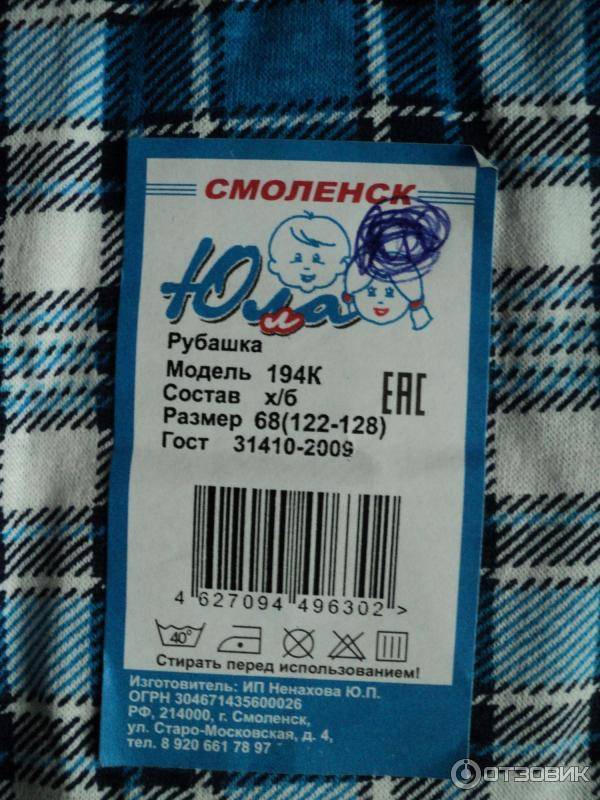 СМОЛЕНСК
Юла
Рубашка
Модель 194К
Состав х/б
Размер 68(122-128)
Гост 31410-2009
ЕАС
4 627094 496302 >
40°
Стирать перед использованием!
Изготовитель: ИП Ненахова Ю.П.
ОГРН 304671435600026
РФ, 214000, г. Смоленск,
ул. Старо-Московская, д. 4,
тел. 8 920 661 78 97
ОТЗОВИК